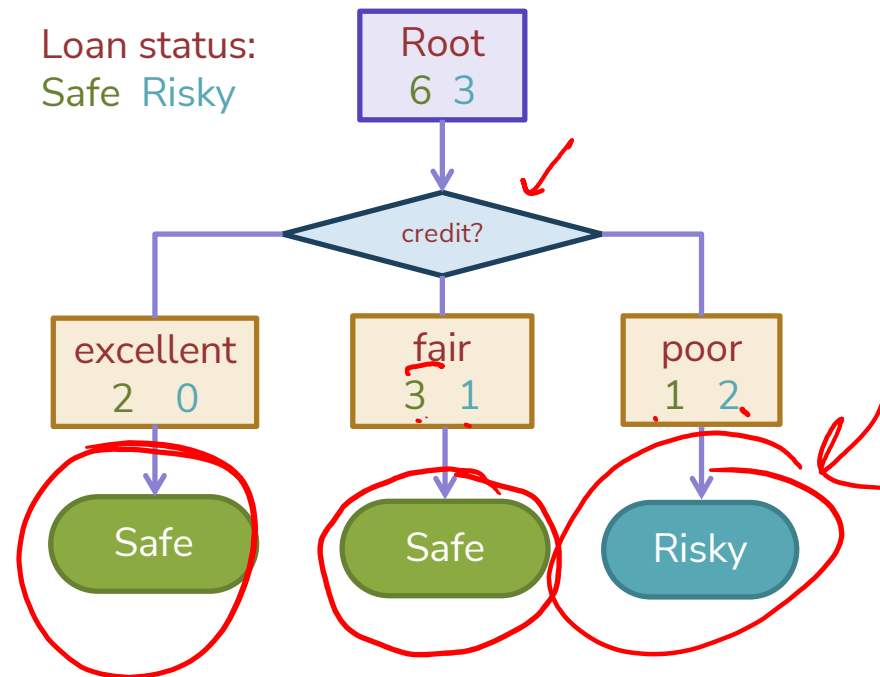 Loan status:
Safe Risky
Root
6 3
credit?
excellent
2 0
fair
3 1
poor
1 2
Safe
Safe
Risky